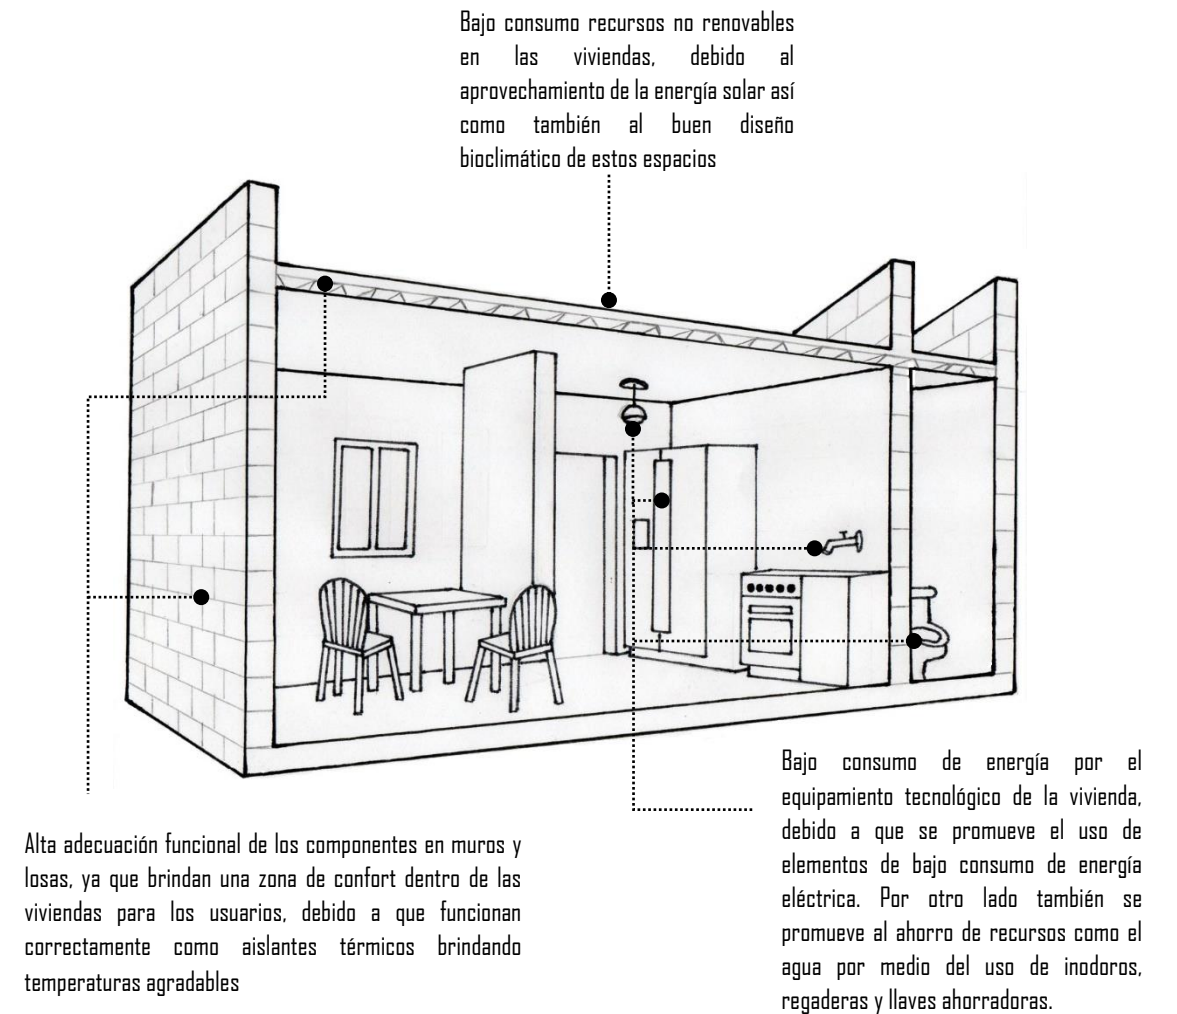 Bajo consumo recursos no renovables
en las viviendas, debido al
aprovechamiento de la energía solar así
como también al buen diseño
bioclimático de estos espacios
Alta adecuación funcional de los componentes en muros y
losas, ya que brindan una zona de confort dentro de las
viviendas para los usuarios, debido a que funcionan
correctamente como aislantes térmicos brindando
temperaturas agradables
Bajo consumo de energía por el
equipamiento tecnológico de la vivienda,
debido a que se promueve el uso de
elementos de bajo consumo de energía
eléctrica. Por otro lado también se
promueve al ahorro de recursos como el
agua por medio del uso de inodoros,
regaderas y llaves ahorradoras.